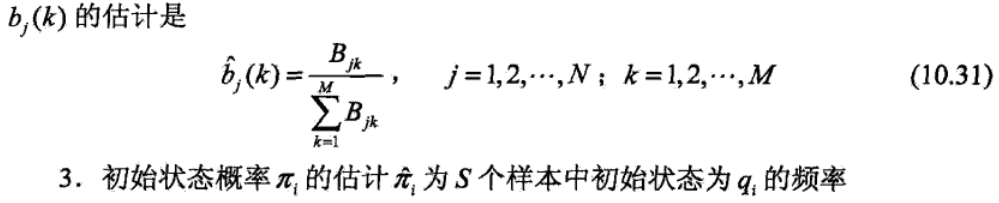 b_j(k) 的估计是
\hat{b}_j(k) = \frac{B_{jk}}{\sum_{k=1}^{M} B_{jk}} ， j=1,2,⋯,N；k=1,2,⋯,M (10.31)
3．初始状态概率 π_i 的估计 \hat{π}_i 为 S 个样本中初始状态为 q_i 的频率